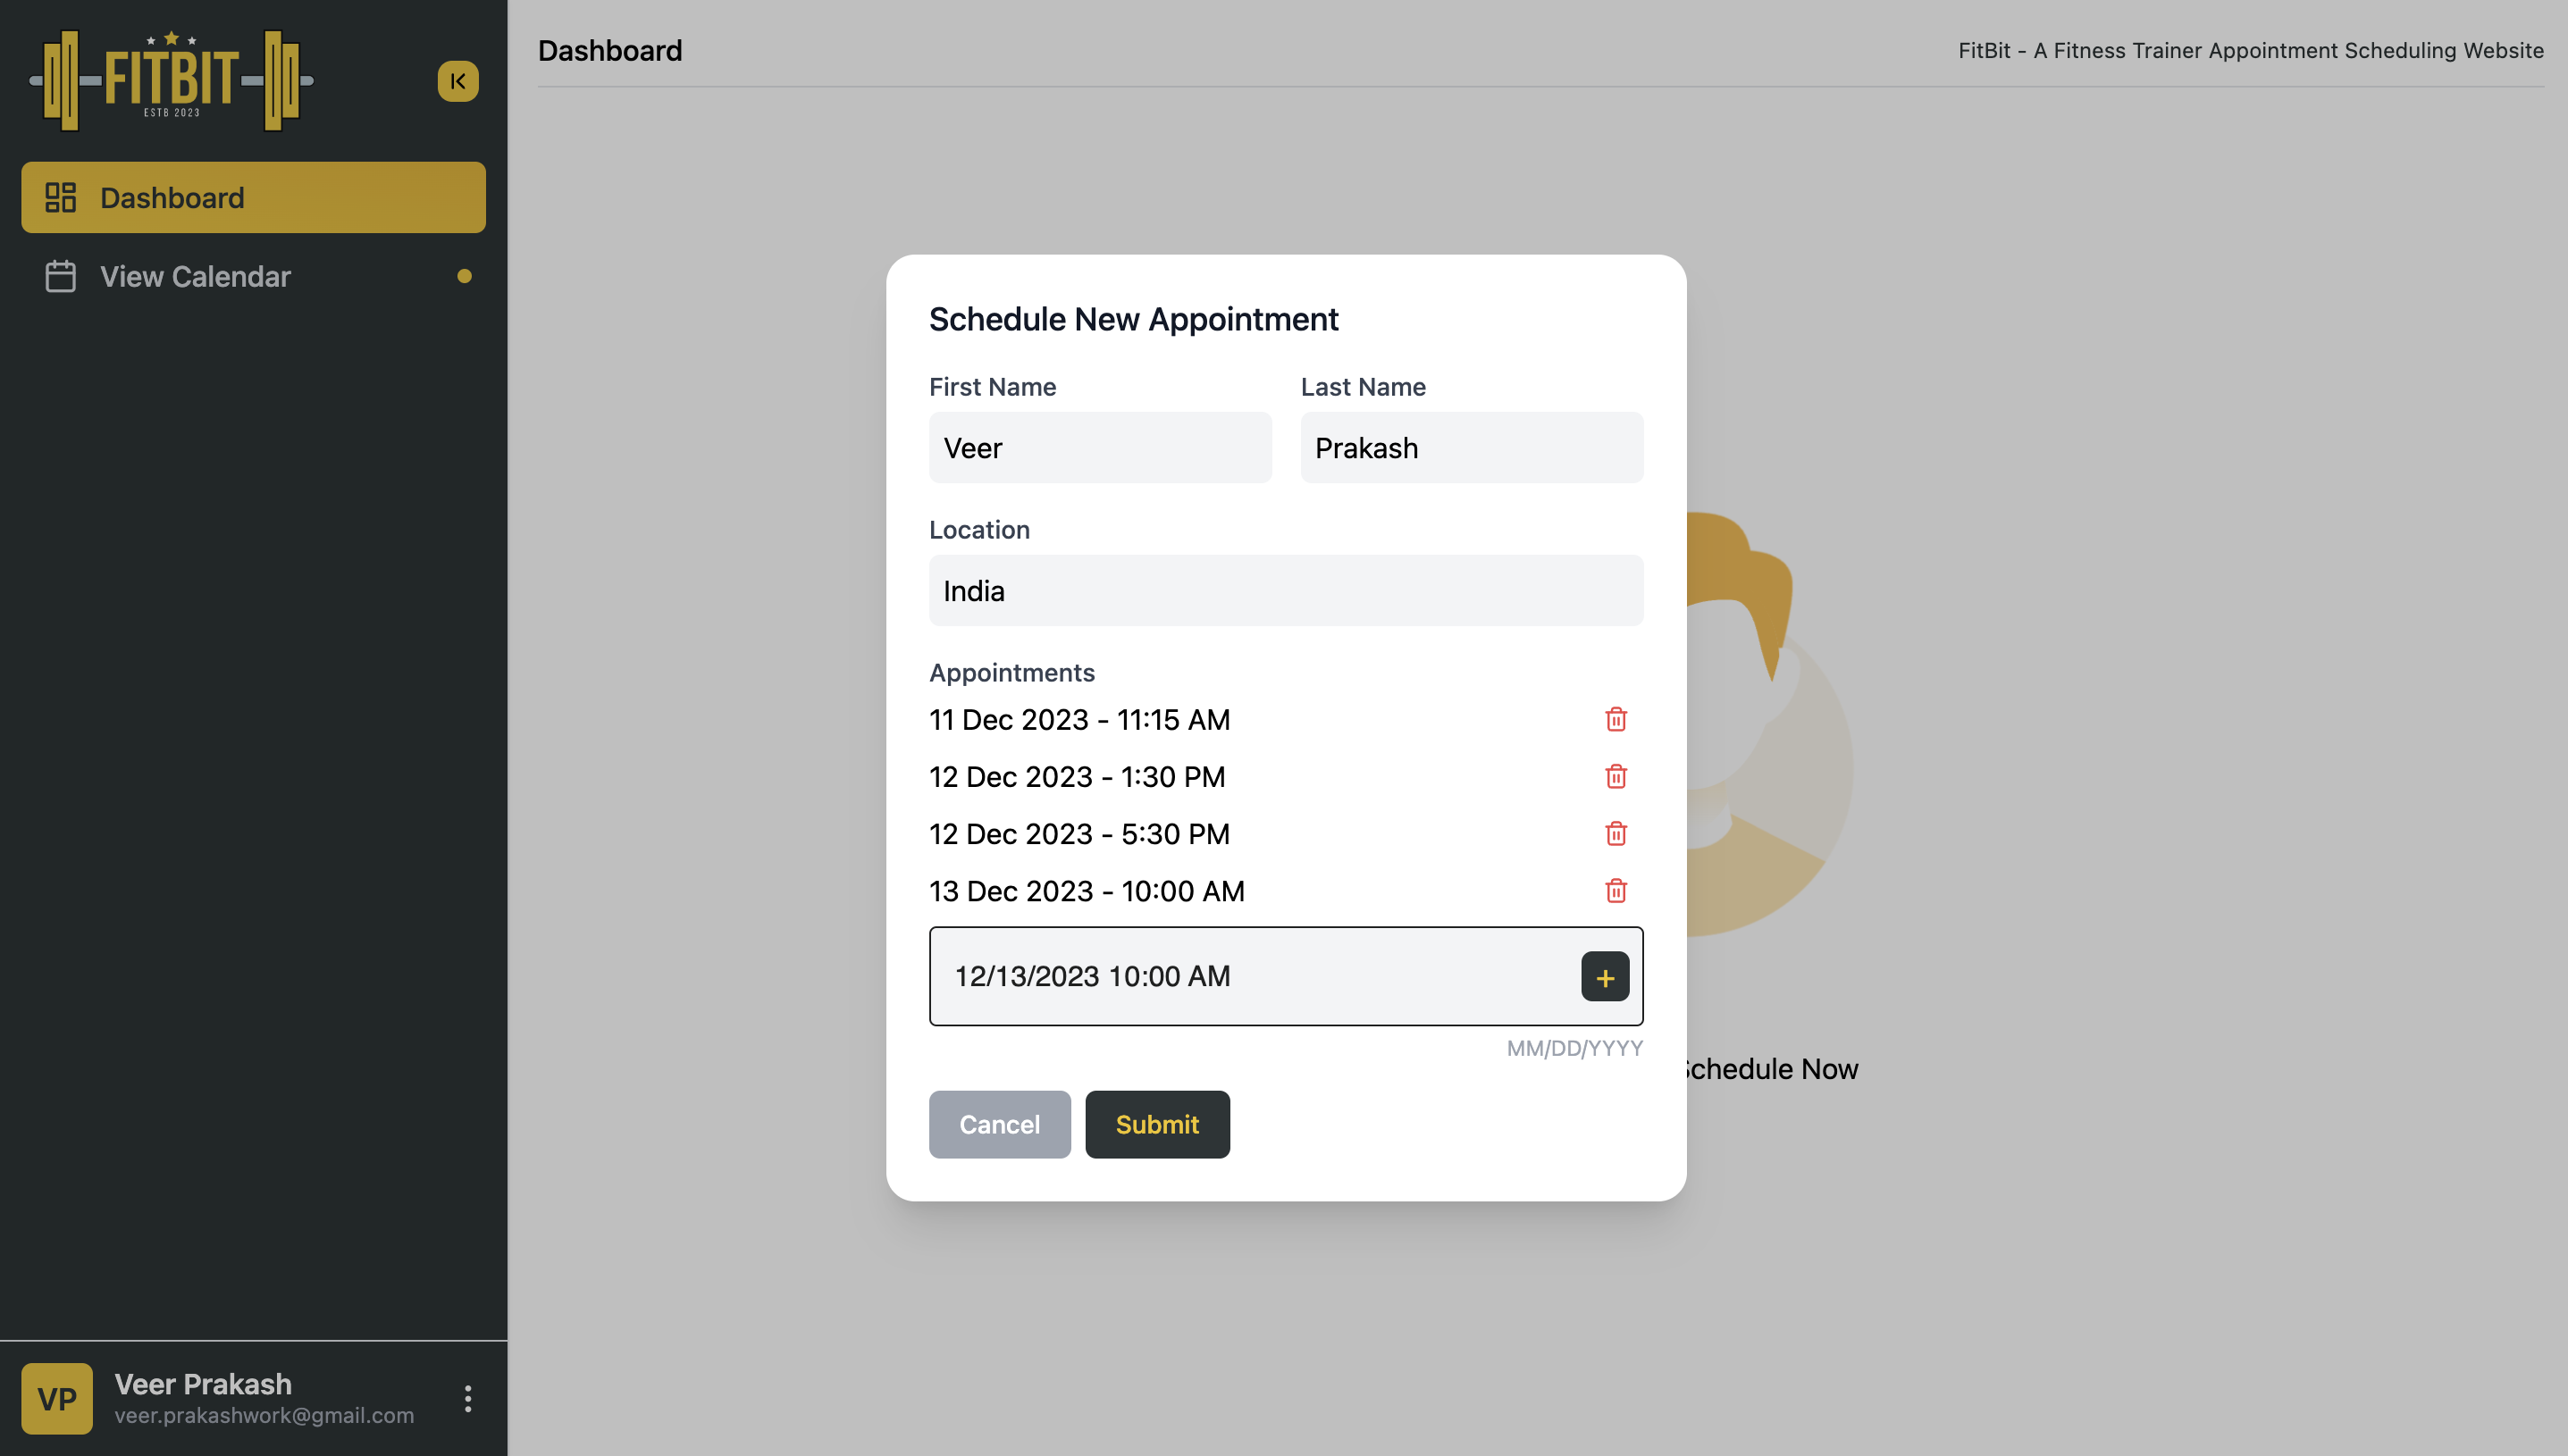 FITBIT
ESTB 2023
Dashboard
View Calendar
Veer Prakash
veer.prakashwork@gmail.com
VP
Dashboard
FitBit - A Fitness Trainer Appointment Scheduling Website
Schedule New Appointment
First Name
Last Name
Veer
Prakash
Location
India
Appointments
11 Dec 2023 - 11:15 AM
12 Dec 2023 - 1:30 PM
12 Dec 2023 - 5:30 PM
13 Dec 2023 - 10:00 AM
12/13/2023 10:00 AM
+
MM/DD/YYYY
Cancel
Submit
Schedule Now